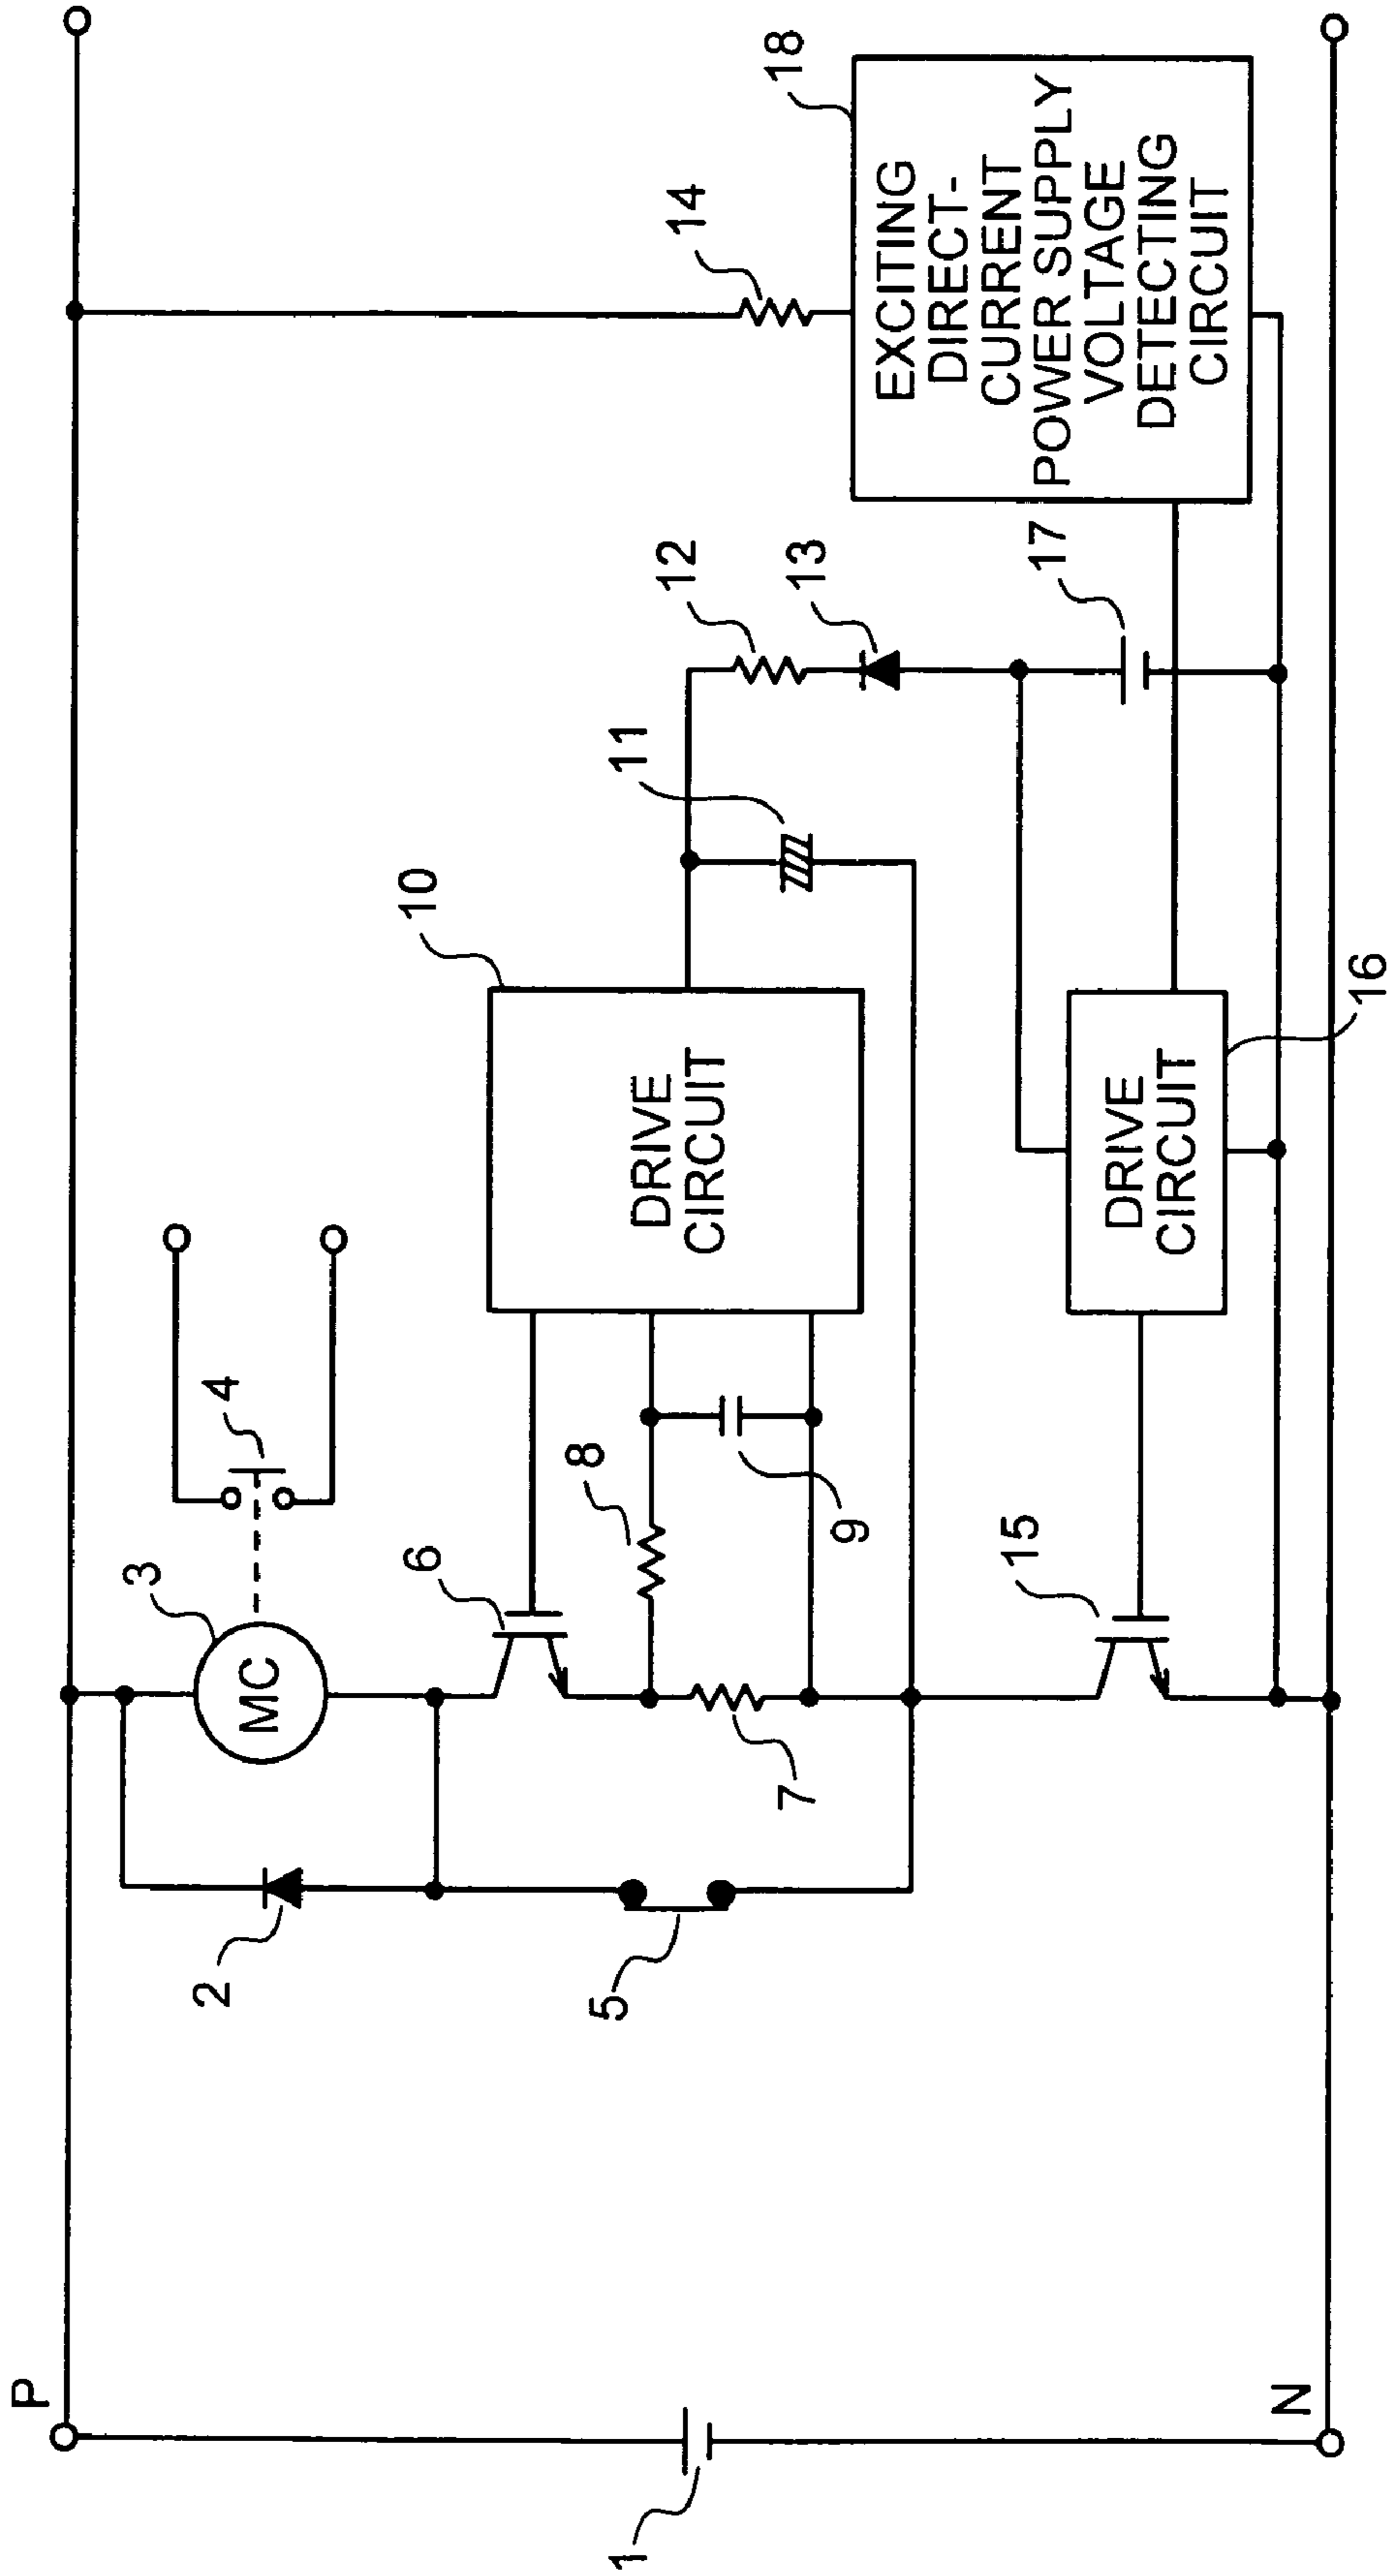 P
N
1
2
3
MC
4
5
6
7
8
9
10
DRIVE
CIRCUIT
11
12
13
14
15
DRIVE
CIRCUIT
16
17
18
EXCITING
DIRECT-
CURRENT
POWER SUPPLY
VOLTAGE
DETECTING
CIRCUIT